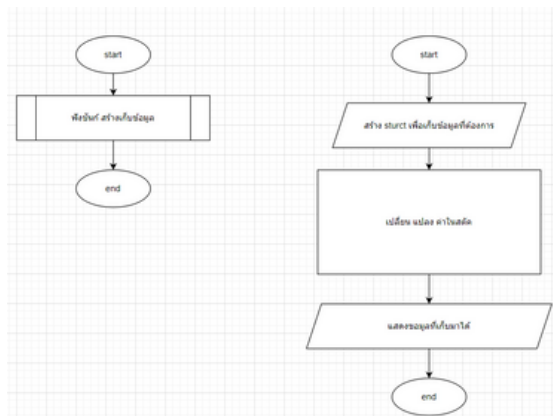 start
ฟังชันก์ สร้างเก็บข้อมูล
end
start
สร้าง sturct เพื่อเก็บข้อมูลที่ต้องการ
เปลี่ยน แปลง ค่าในสตัด
แสดงข้อมูลที่เก็บมาได้
end